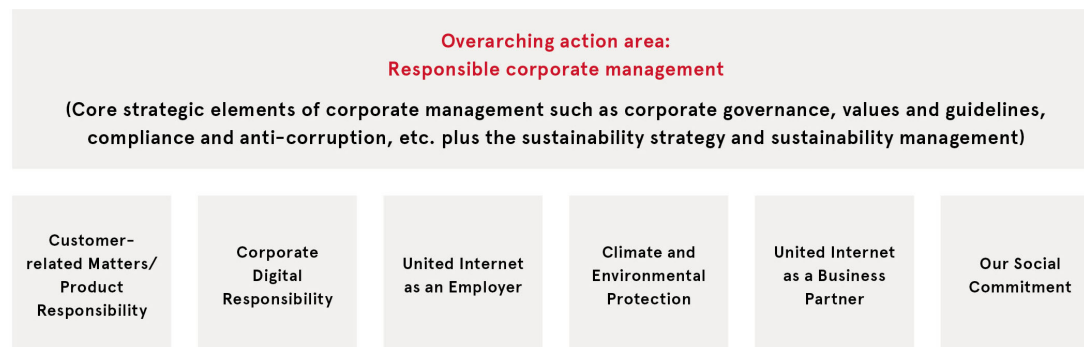 Overarching action area:
Responsible corporate management
(Core strategic elements of corporate management such as corporate governance, values and guidelines,
compliance and anti-corruption, etc. plus the sustainability strategy and sustainability management)
Customer-
related Matters/
Product
Responsibility
Corporate
Digital
Responsibility
United Internet
as an Employer
Climate and
Environmental
Protection
United Internet
as a Business
Partner
Our Social
Commitment